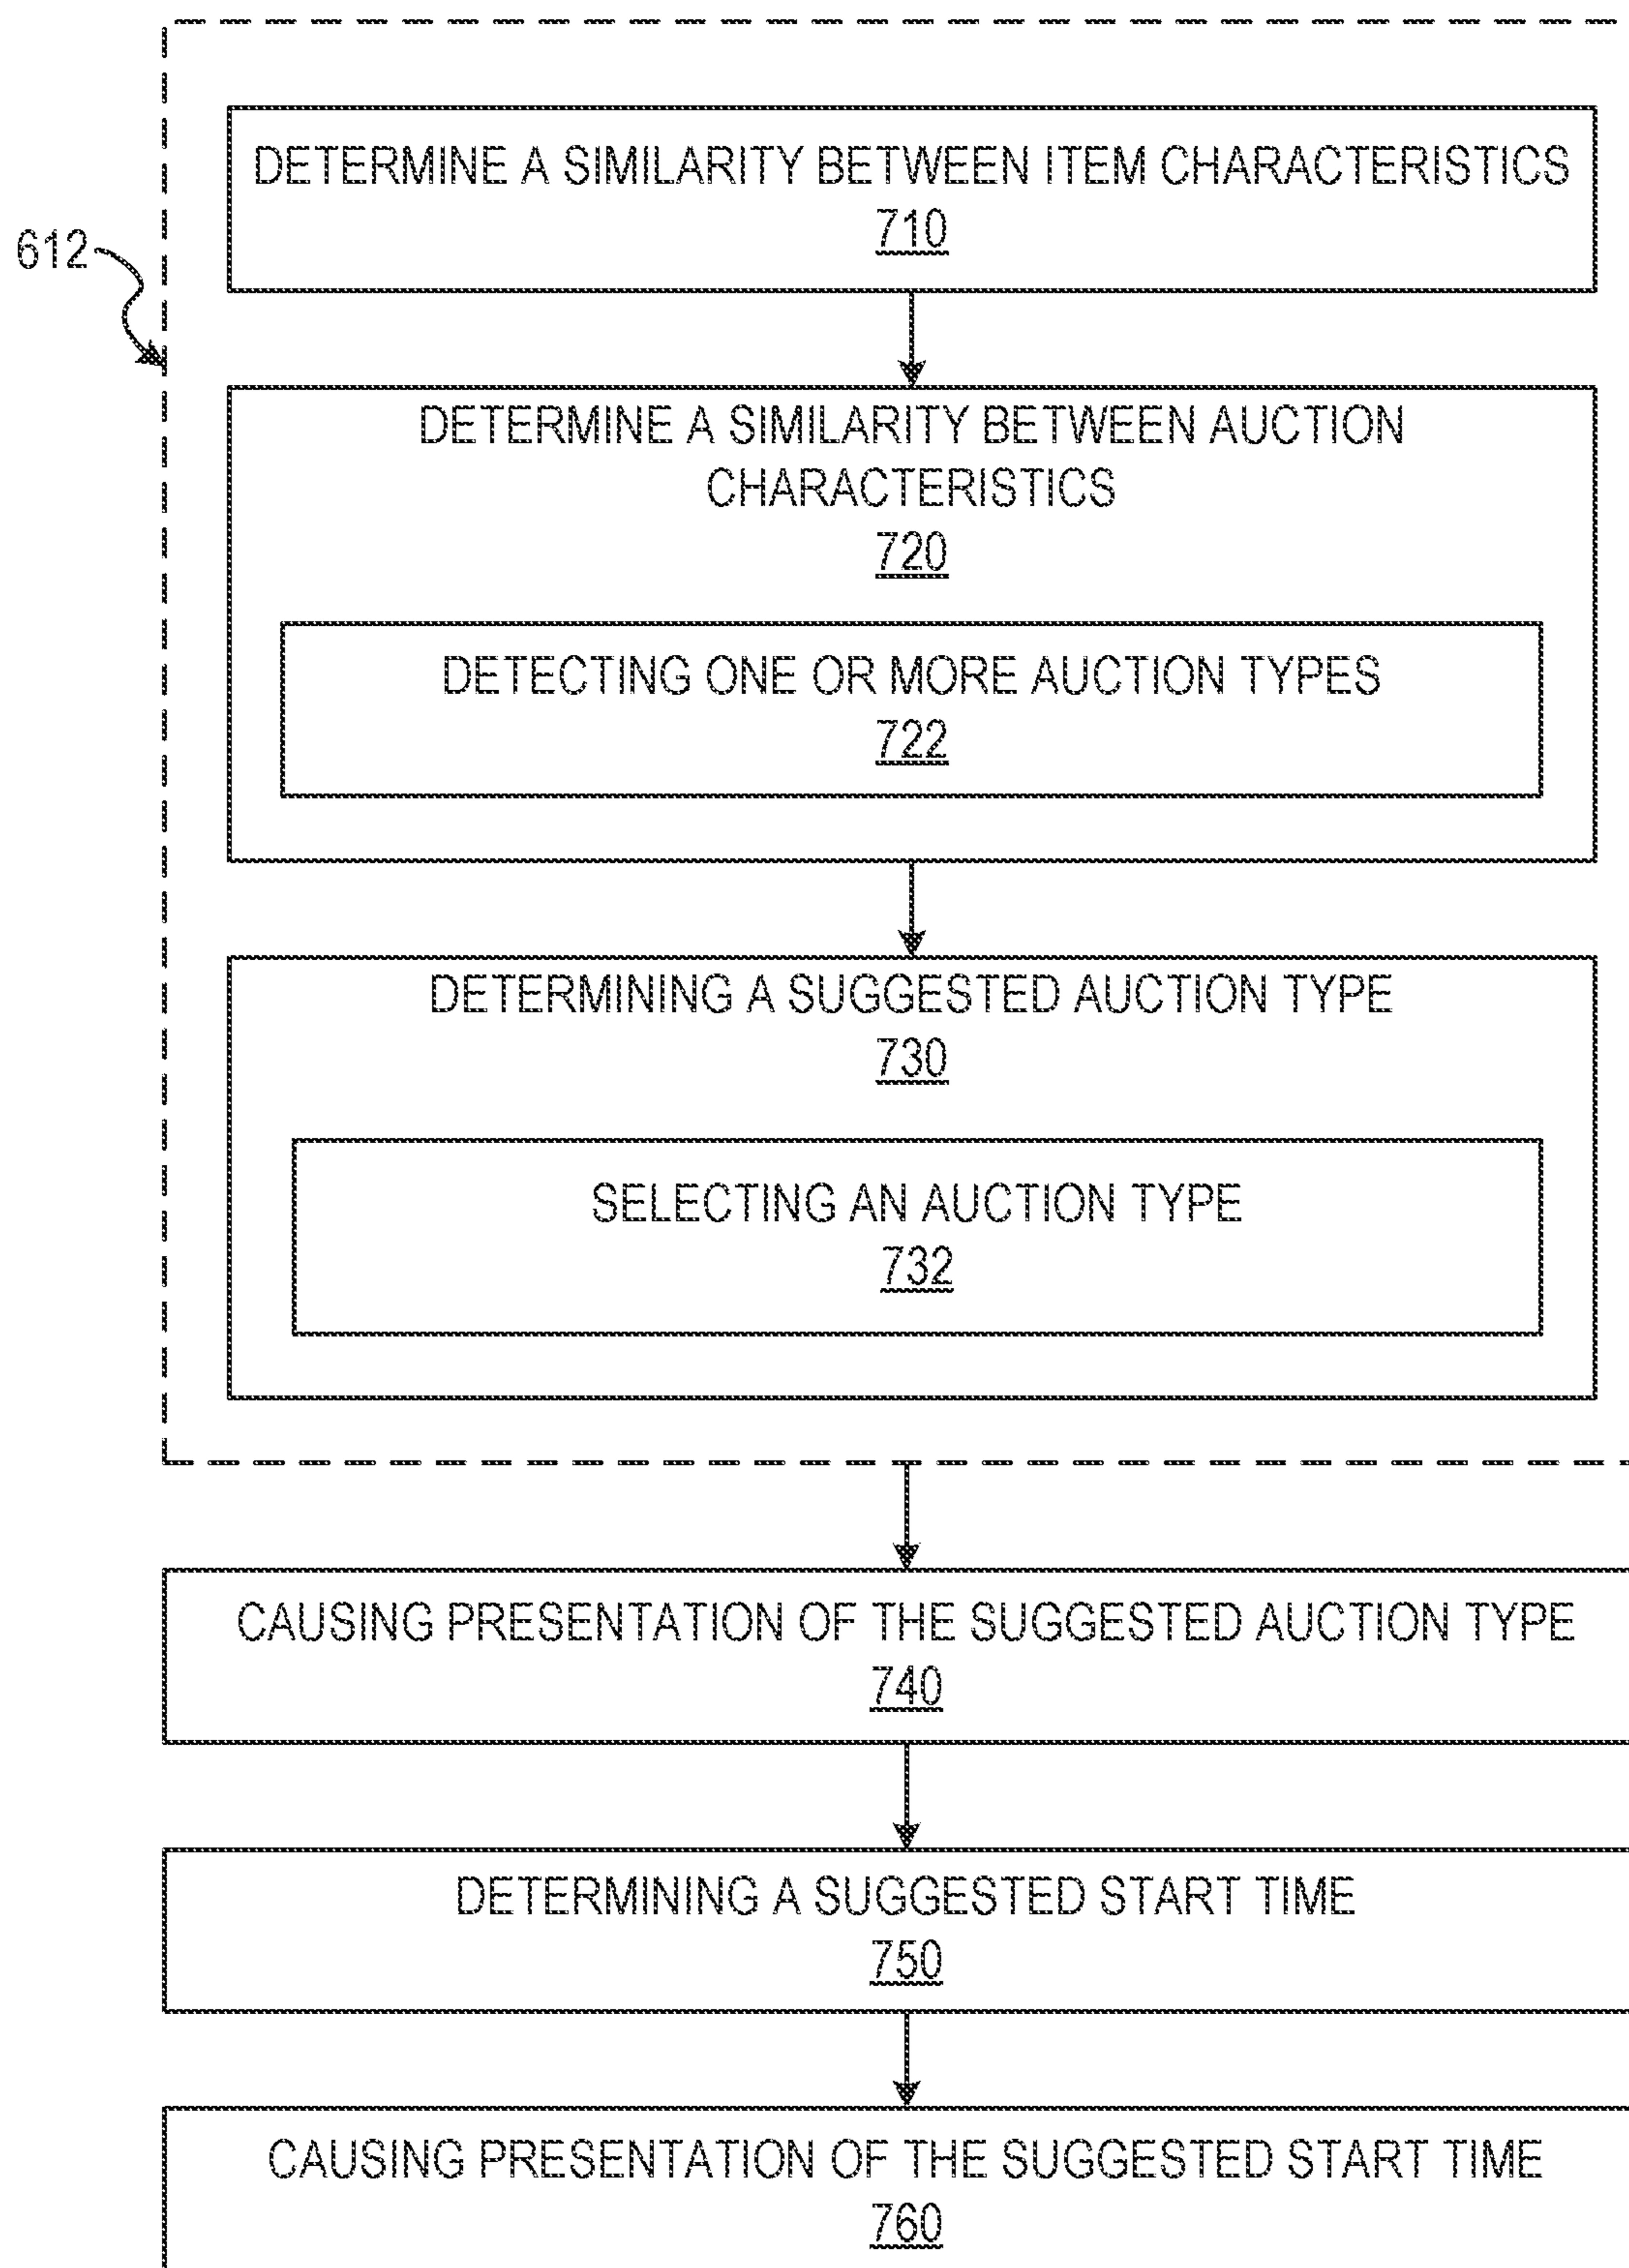 DETERMINE A SIMILARITY BETWEEN ITEM CHARACTERISTICS
710
612
DETERMINE A SIMILARITY BETWEEN AUCTION
CHARACTERISTICS
720
DETECTING ONE OR MORE AUCTION TYPES
722
DETERMINING A SUGGESTED AUCTION TYPE
730
SELECTING AN AUCTION TYPE
732
CAUSING PRESENTATION OF THE SUGGESTED AUCTION TYPE
740
DETERMINING A SUGGESTED START TIME
750
CAUSING PRESENTATION OF THE SUGGESTED START TIME
760